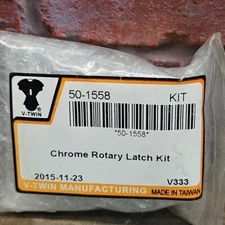 50-1558 KIT
V-TWIN
*50-1558*
Chrome Rotary Latch Kit
2015-11-23 V333
V-TWIN MANUFACTURING MADE IN TAIWAN